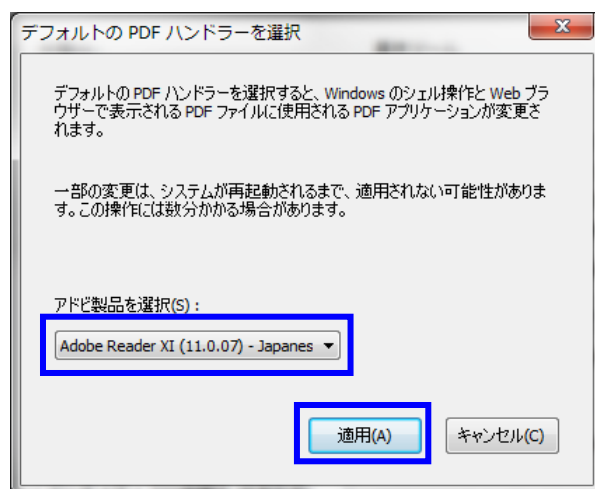 デフォルトの PDF ハンドラーを選択
デフォルトの PDF ハンドラーを選択すると、Windows のシェル操作と Web ブラ
ウザーで表示される PDF ファイルに使用される PDF アプリケーションが変更さ
れます。
一部の変更は、システムが再起動されるまで、適用されない可能性がありま
す。この操作には数分かかる場合があります。
アドビ製品を選択(S) :
Adobe Reader XI (11.0.07) - Japanes
適用(A)
キャンセル(C)